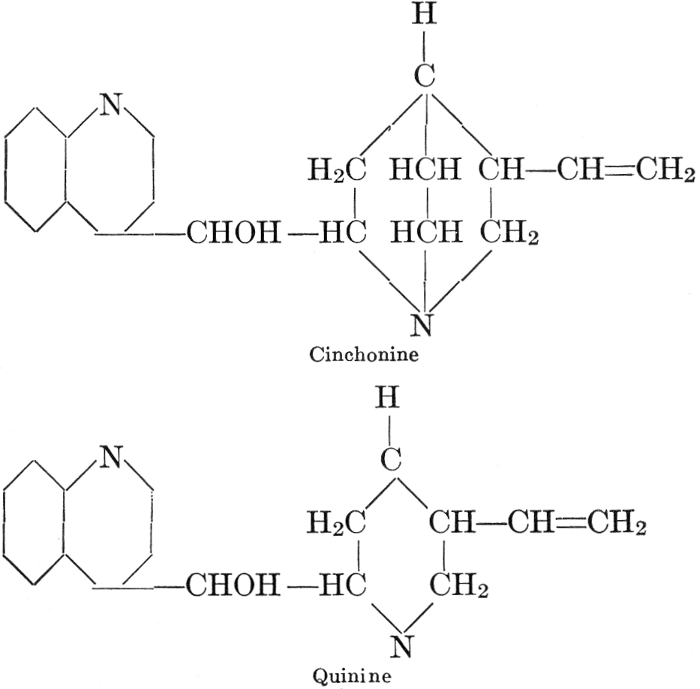 H
C
N
H₂C HCH CH—CH=CH₂
CHOH—HC HCH CH₂
N
Cinchonine
H
C
N
H₂C CH—CH=CH₂
CHOH—HC CH₂
N
Quinine